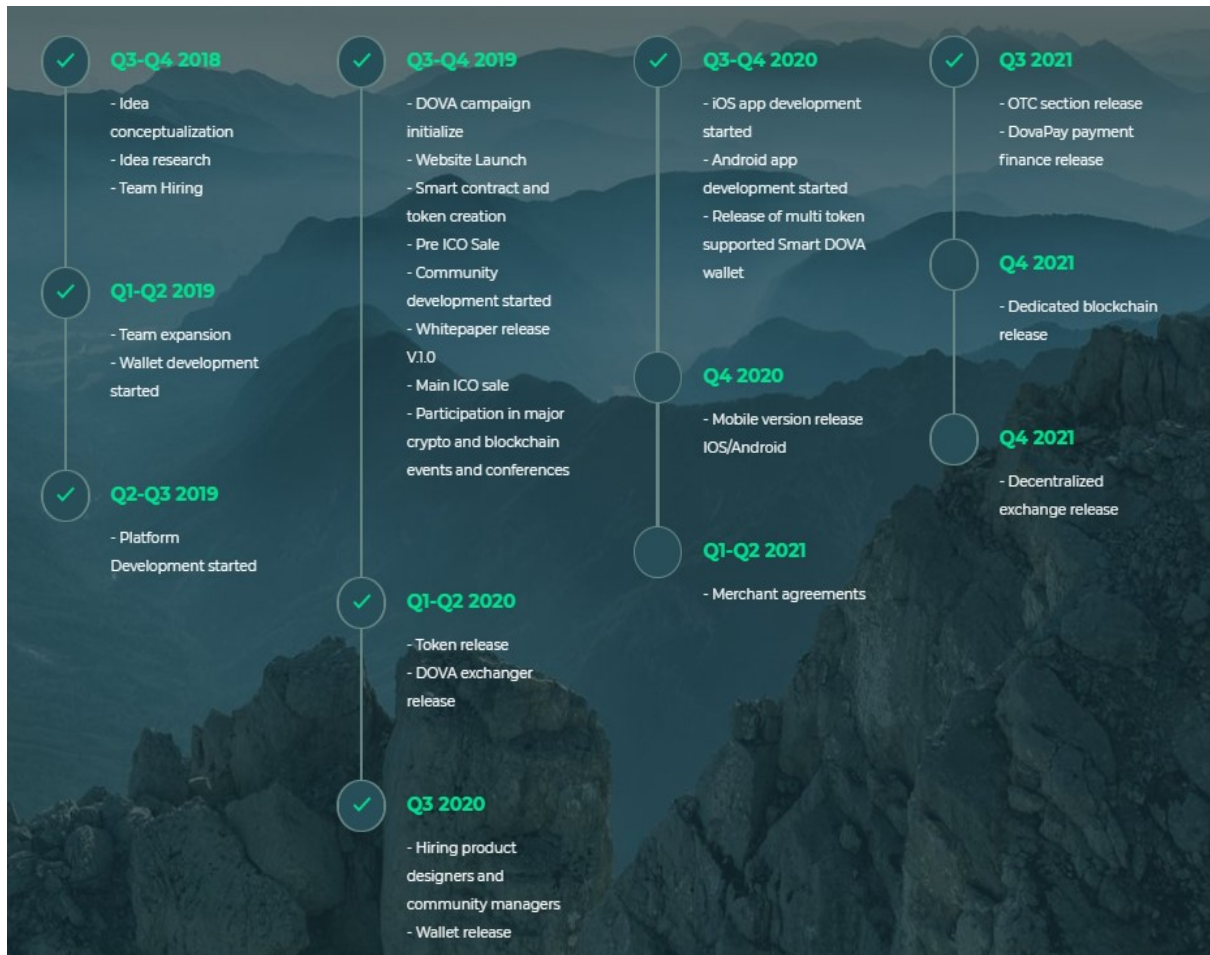 Q3-Q4 2018
- Idea
conceptualization
- Idea research
- Team Hiring
Q1-Q2 2019
- Team expansion
- Wallet development
started
Q2-Q3 2019
- Platform
Development started
Q3-Q4 2019
- DOVA campaign
initialize
- Website Launch
- Smart contract and
token creation
- Pre ICO Sale
- Community
development started
- Whitepaper release
V.1.0
- Main ICO sale
- Participation in major
crypto and blockchain
events and conferences
Q1-Q2 2020
- Token release
- DOVA exchanger
release
Q3 2020
- Hiring product
designers and
community managers
- Wallet release
Q3-Q4 2020
- iOS app development
started
- Android app
development started
- Release of multi token
supported Smart DOVA
wallet
Q4 2020
- Mobile version release
IOS/Android
Q1-Q2 2021
- Merchant agreements
Q3 2021
- OTC section release
- DovaPay payment
finance release
Q4 2021
- Dedicated blockchain
release
Q4 2021
- Decentralized
exchange release